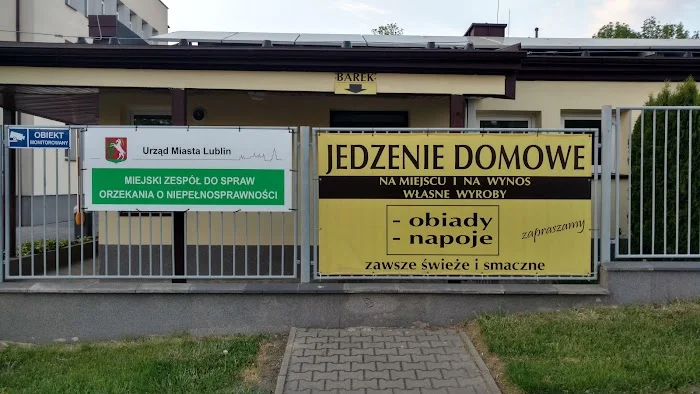 BAREK
OBIEKT
MONITOROWANY
Urząd Miasta Lublin
MIEJSKI ZESPÓŁ DO SPRAW
ORZEKANIA O NIEPEŁNOSPRAWNOŚCI
JEDZENIE DOMOWE
NA MIEJSCU I NA WYNOS
WŁASNE WYROBY
- obiady
- napoje
zapraszamy
zawsze świeże i smaczne